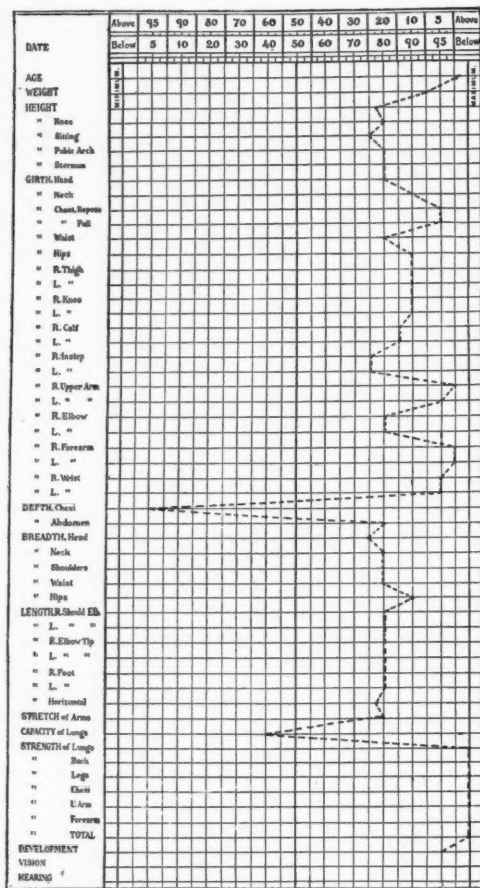 Above 95 90 80 70 60 50 40 30 20 10 5 Above
DATE Below 5 10 20 30 40 50 60 70 80 90 95 Below
MINIMUM. MAXIMUM.
AGE
WEIGHT
HEIGHT
" Knee
" Sitting
" Pubic Arch
" Sternum
GIRTH, Head
" Neck
" Chest, Repose
" " Full
" Waist
" Hips
" R. Thigh
" L. "
" R. Knee
" L. "
" R. Calf
" L. "
" R. Instep
" L. "
" R. Upper Arm
" L. " "
" R. Elbow
" L. "
" R. Forearm
" L. "
" R. Wrist
" L. "
DEPTH, Chest
" Abdomen
BREADTH, Head
" Neck
" Shoulders
" Waist
" Hips
LENGTH, R. Should Elb.
" L. " "
" R. Elbow Tip
" L. " "
" R. Foot
" L. "
" Horizontal
STRETCH of Arms
CAPACITY of Lungs
STRENGTH of Lungs
" Back
" Legs
" Chest
" U. Arm
" Forearm
" TOTAL
DEVELOPMENT
VISION
HEARING